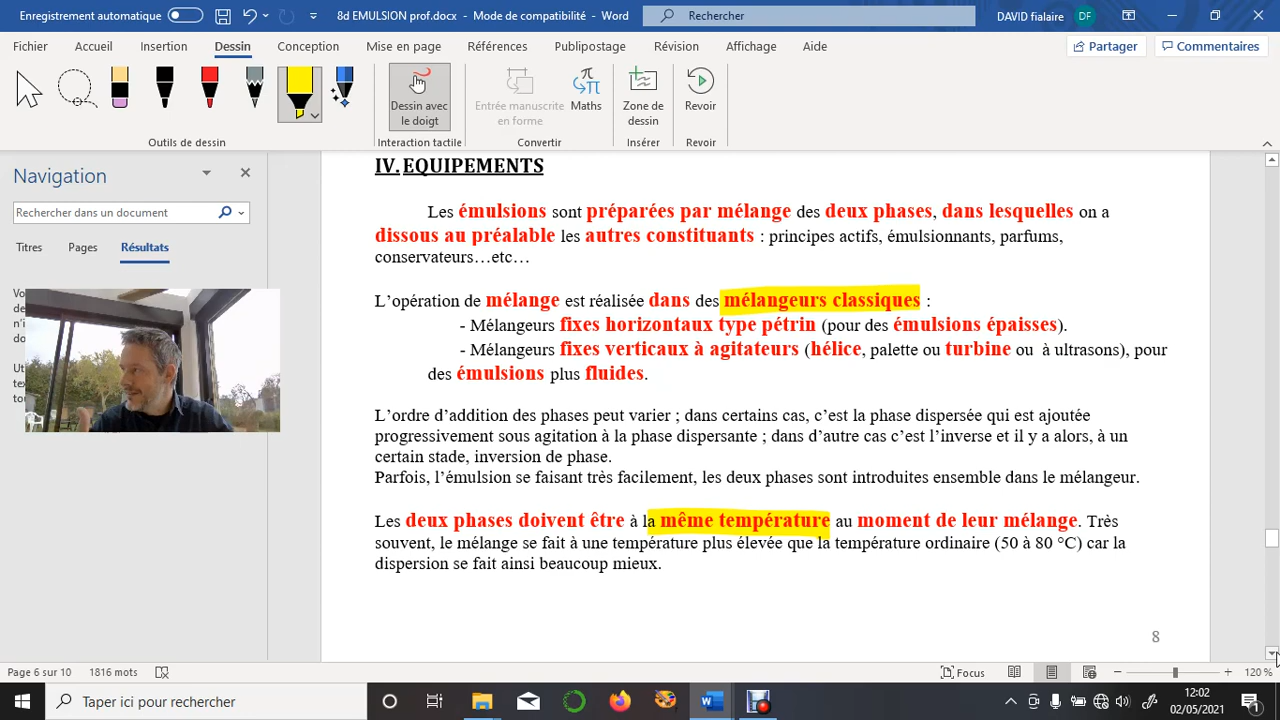 Enregistrement automatique
8d EMULSION prof.docx - Mode de compatibilité - Word
Rechercher
DAVID fialaire
DF
Fichier Accueil Insertion Dessin Conception Mise en page Références Publipostage Révision Affichage Aide
Partager
Commentaires
Dessin avec le doigt
Entrée manuscrite en forme
Maths
Zone de dessin
Revoir
Outils de dessin
Interaction tactile
Convertir
Insérer
Revoir
Navigation
Rechercher dans un document
Titres Pages Résultats
IV. EQUIPEMENTS
Les émulsions sont préparées par mélange des deux phases, dans lesquelles on a
dissous au préalable les autres constituants : principes actifs, émulsionnants, parfums,
conservateurs…etc…
L’opération de mélange est réalisée dans des mélangeurs classiques :
- Mélangeurs fixes horizontaux type pétrin (pour des émulsions épaisses).
- Mélangeurs fixes verticaux à agitateurs (hélice, palette ou turbine ou à ultrasons), pour
des émulsions plus fluides.
L’ordre d’addition des phases peut varier ; dans certains cas, c’est la phase dispersée qui est ajoutée
progressivement sous agitation à la phase dispersante ; dans d’autre cas c’est l’inverse et il y a alors, à un
certain stade, inversion de phase.
Parfois, l’émulsion se faisant très facilement, les deux phases sont introduites ensemble dans le mélangeur.
Les deux phases doivent être à la même température au moment de leur mélange. Très
souvent, le mélange se fait à une température plus élevée que la température ordinaire (50 à 80 °C) car la
dispersion se fait ainsi beaucoup mieux.
8
Page 6 sur 10 1816 mots
Focus
120 %
Taper ici pour rechercher
12:02
02/05/2021